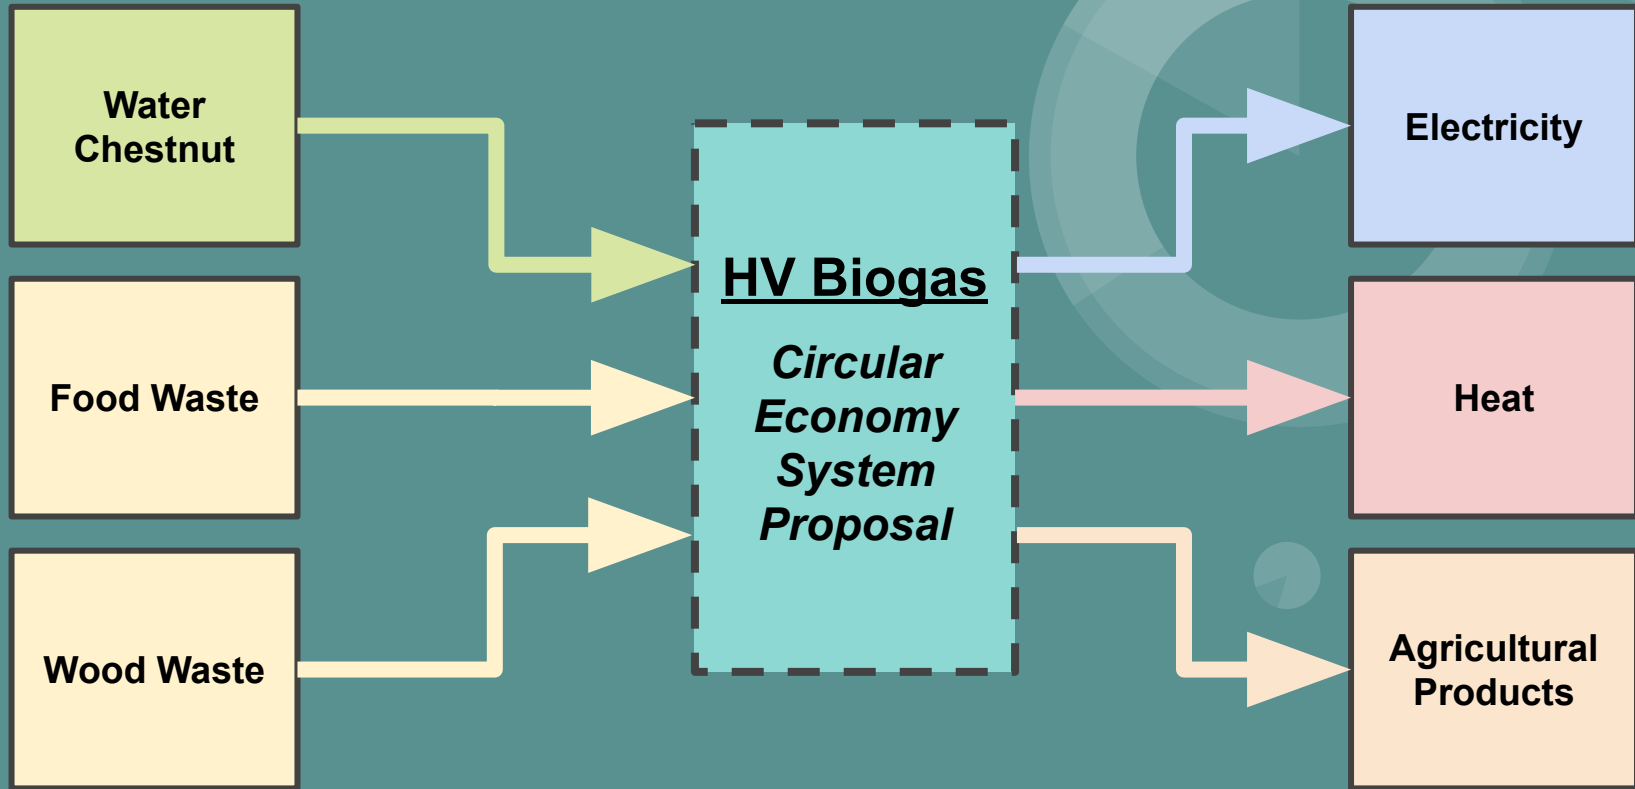 Water
Chestnut
Food Waste
Wood Waste
HV Biogas
Circular
Economy
System
Proposal
Electricity
Heat
Agricultural
Products